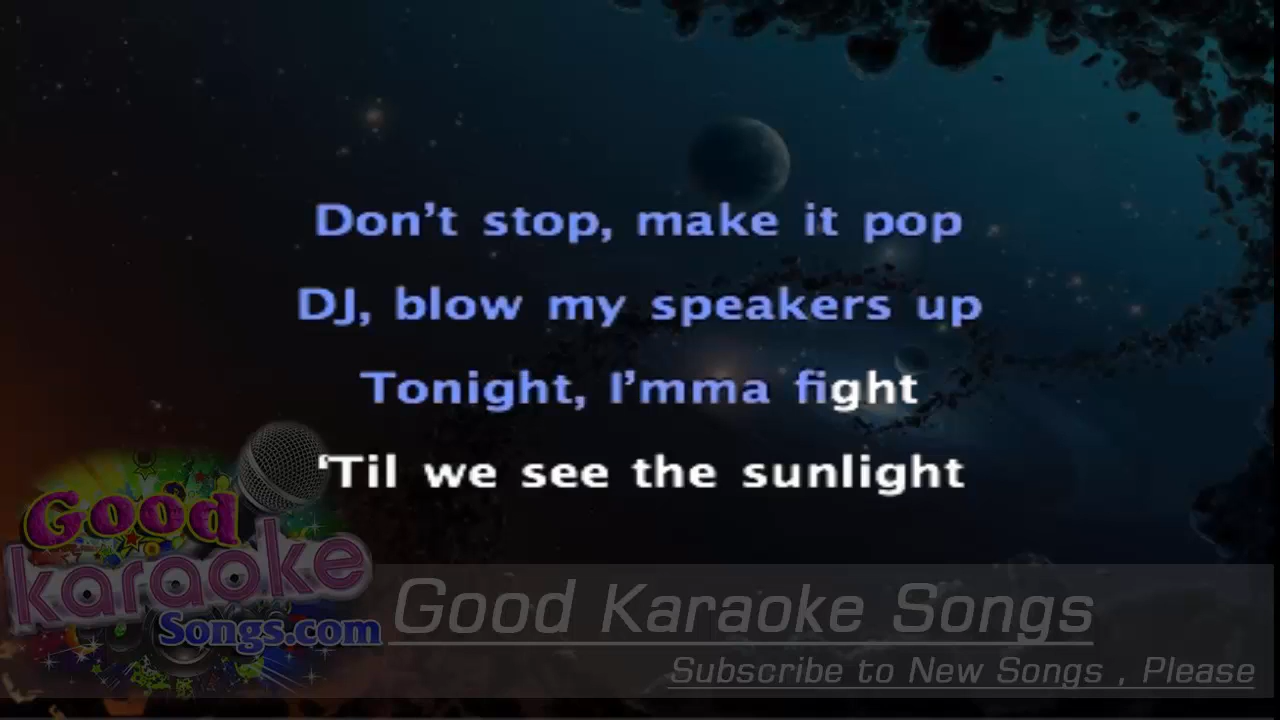 Don't stop, make it pop
DJ, blow my speakers up
Tonight, I'mma fight
‘Til we see the sunlight
Good
karaoke
Songs.com
Good Karaoke Songs
Subscribe to New Songs , Please